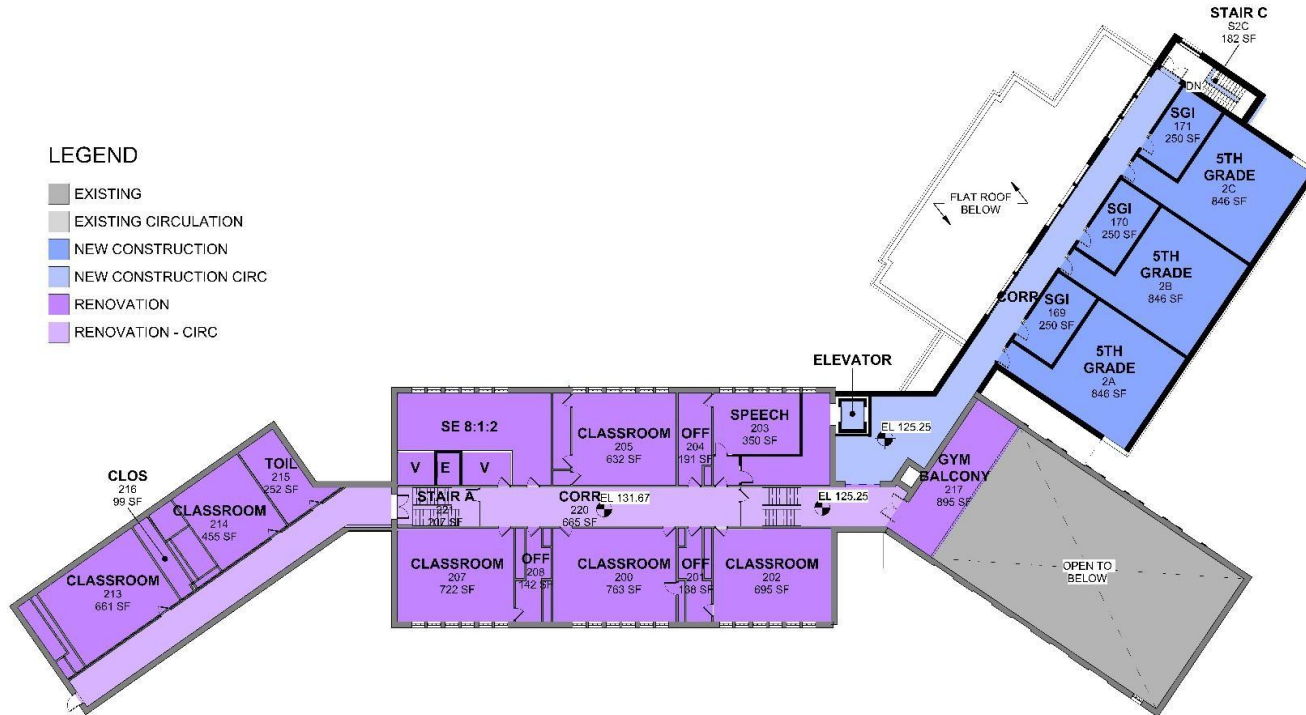 STAIR C
S2C
182 SF
DN
SGI
171
250 SF
5TH
GRADE
2C
846 SF
LEGEND
EXISTING
EXISTING CIRCULATION
NEW CONSTRUCTION
NEW CONSTRUCTION CIRC
RENOVATION
RENOVATION - CIRC
FLAT ROOF
BELOW
SGI
170
250 SF
5TH
GRADE
2B
846 SF
CORR
SGI
169
250 SF
5TH
GRADE
2A
846 SF
ELEVATOR
EL 125.25
SE 8:1:2
V
E
V
CLASSROOM
205
632 SF
OFF
204
191 SF
SPEECH
203
350 SF
GYM
BALCONY
217
895 SF
CLOS
216
99 SF
TOIL
215
252 SF
CLASSROOM
214
455 SF
CLASSROOM
213
661 SF
STAIR A
207 SF
CORR
220
665 SF
EL 131.67
EL 125.25
CLASSROOM
207
722 SF
OFF
208
142 SF
CLASSROOM
200
763 SF
OFF
201
138 SF
CLASSROOM
202
695 SF
OPEN TO
BELOW